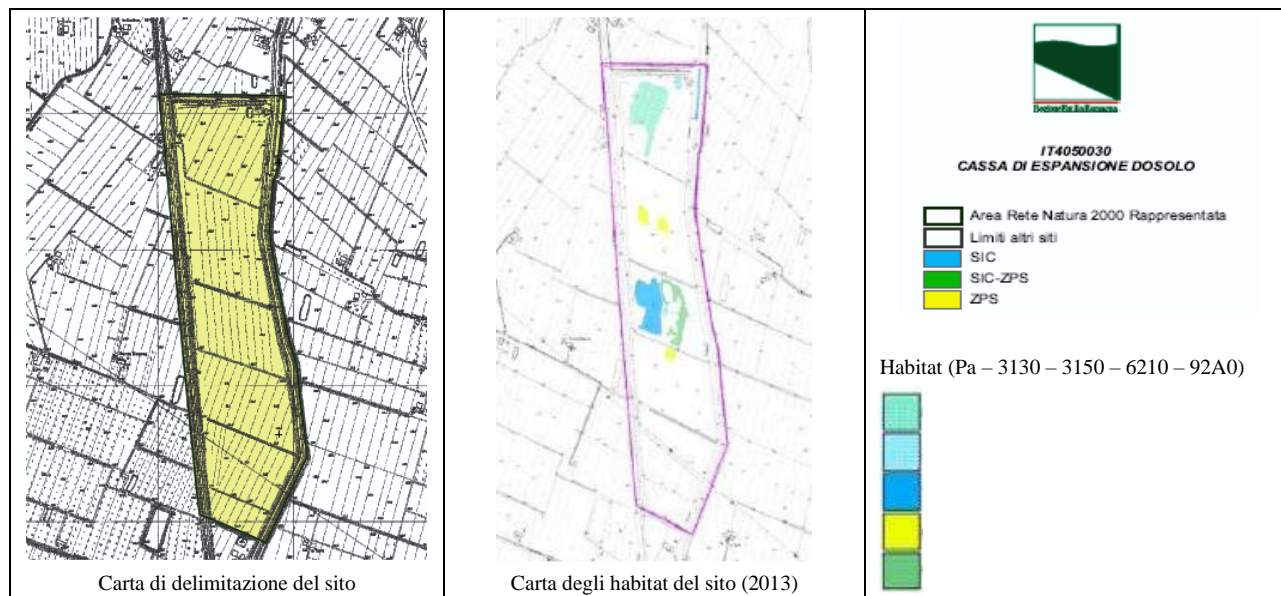 Carta di delimitazione del sito
Carta degli habitat del sito (2013)
IT4050030
CASSA DI ESPANSIONE DOSOLO
Area Rete Natura 2000 Rappresentata
Limiti altri siti
SIC
SIC-ZPS
ZPS
Habitat (Pa – 3130 – 3150 – 6210 – 92A0)